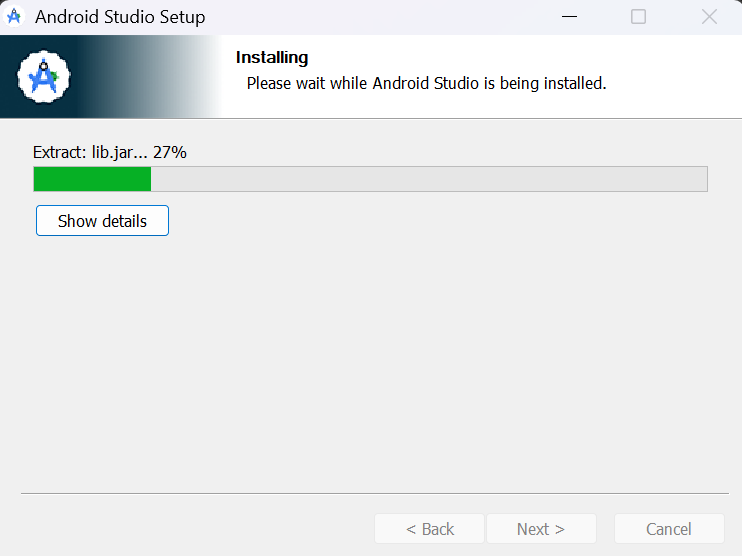 Android Studio Setup
Installing
Please wait while Android Studio is being installed.
Extract: lib.jar... 27%
Show details
< Back
Next >
Cancel